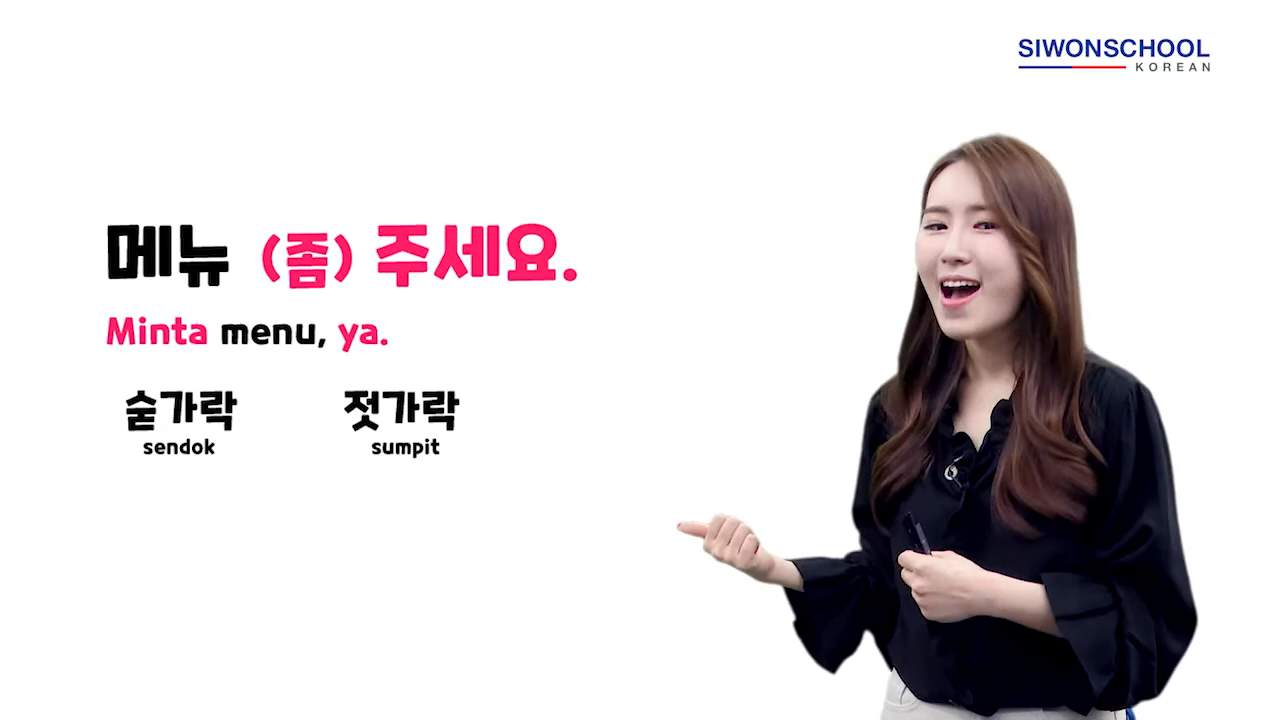 SIWONSCHOOL
KOREAN
메뉴 (좀) 주세요.
Minta menu, ya.
숟가락 젓가락
sendok sumpit